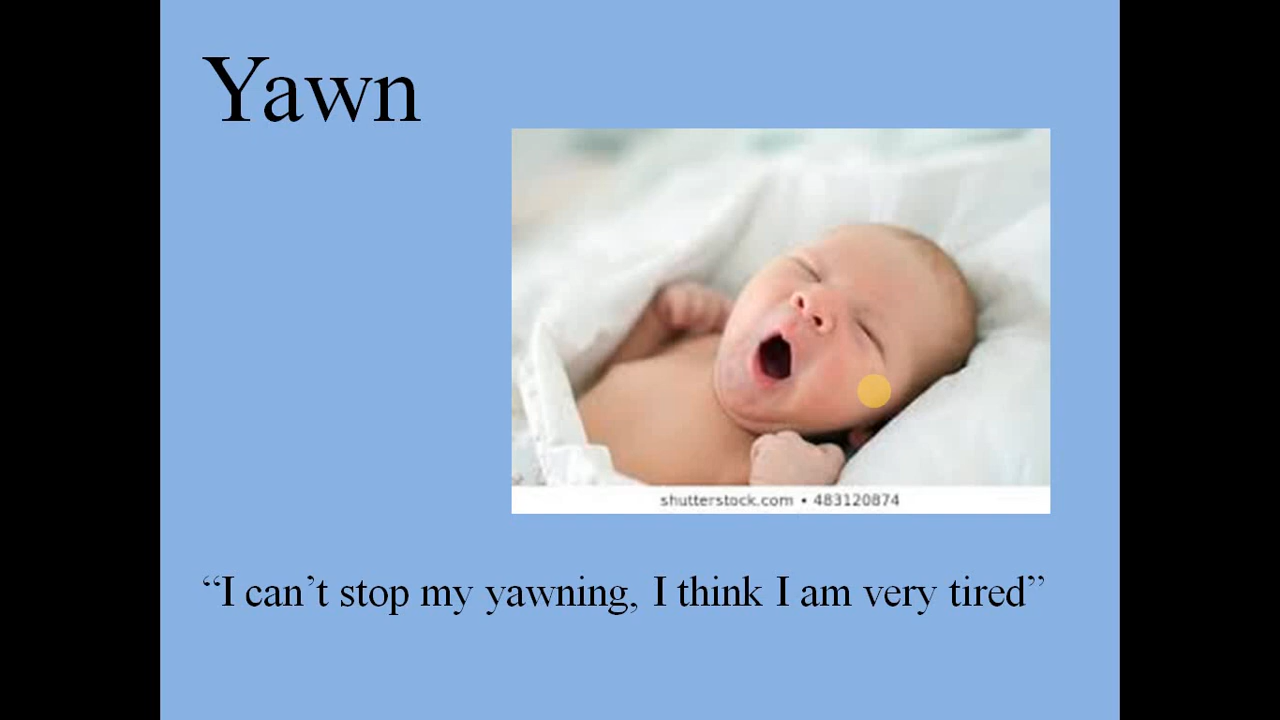 Yawn
shutterstock.com • 483120874
“I can’t stop my yawning, I think I am very tired”